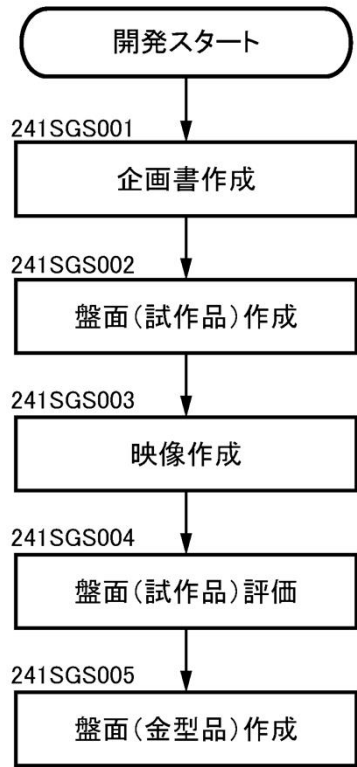 開発スタート
241SGS001
企画書作成
241SGS002
盤面(試作品)作成
241SGS003
映像作成
241SGS004
盤面(試作品)評価
241SGS005
盤面(金型品)作成